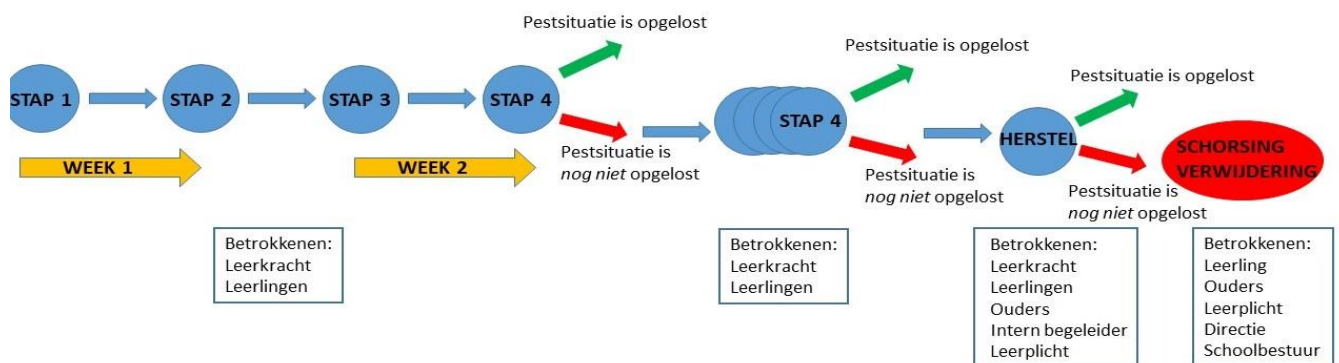 Pestsituatie is opgelost
STAP 1
STAP 2
STAP 3
STAP 4
WEEK 1
WEEK 2
Pestsituatie is
nog niet opgelost
Pestsituatie is opgelost
STAP 4
Pestsituatie is
nog niet opgelost
Pestsituatie is opgelost
HERSTEL
Pestsituatie is
nog niet opgelost
SCHORSING
VERWIJDERING
Betrokkenen:
Leerkracht
Leerlingen
Betrokkenen:
Leerkracht
Leerlingen
Betrokkenen:
Leerkracht
Leerlingen
Ouders
Intern begeleider
Leerplicht
Betrokkenen:
Leerling
Ouders
Leerplicht
Directie
Schoolbestuur